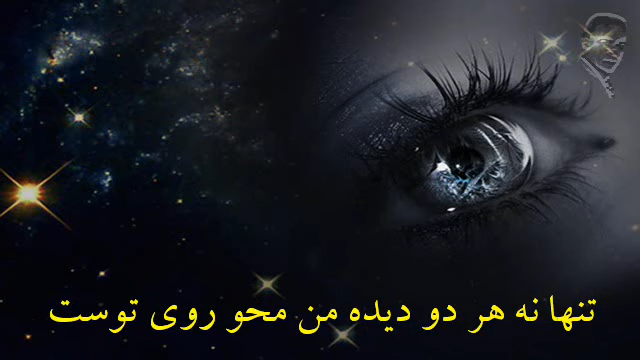 تنها نه هر دو دیده من محو روی توست